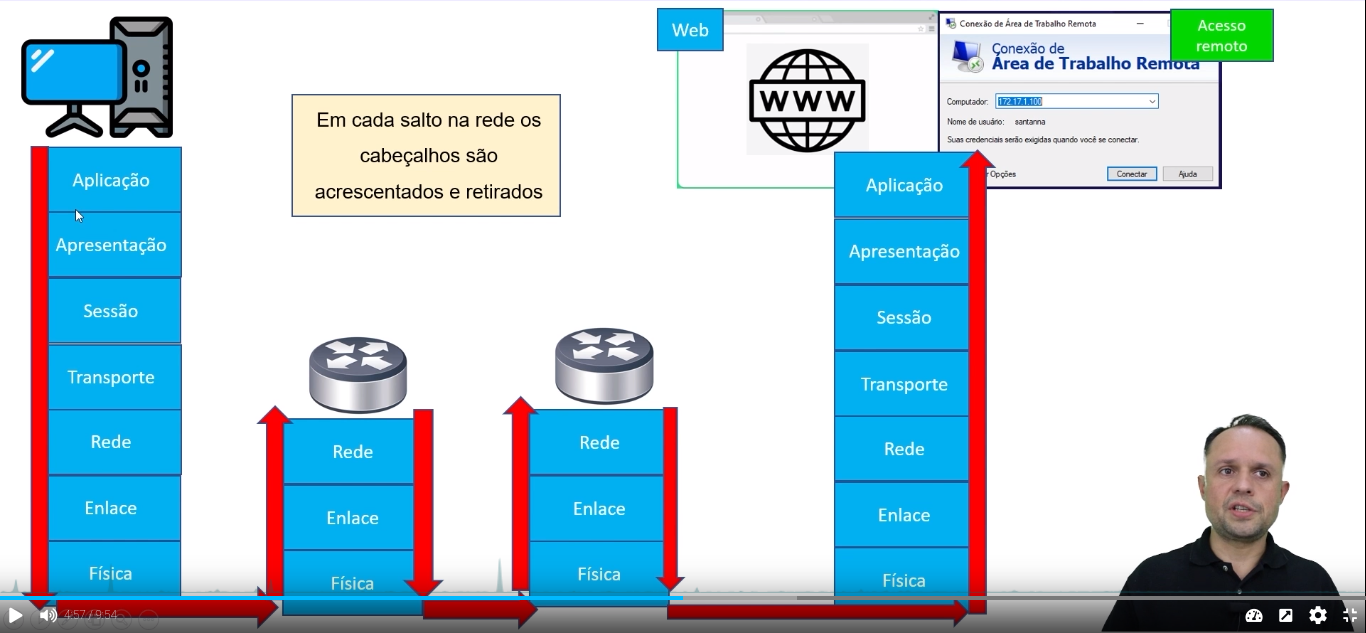 Web
Conexão de Área de Trabalho Remota
Acesso
remoto
Conexão de
Área de Trabalho Remota
WWW
Computador: 172.17.1.100
Nome de usuário: santanna
Suas credenciais serão exigidas quando você se conectar.
Opções
Conectar
Ajuda
Em cada salto na rede os
cabeçalhos são
acrescentados e retirados
Aplicação
Apresentação
Sessão
Transporte
Rede
Enlace
Física
Rede
Enlace
Física
Rede
Enlace
Física
Aplicação
Apresentação
Sessão
Transporte
Rede
Enlace
Física
4:57 / 9:54